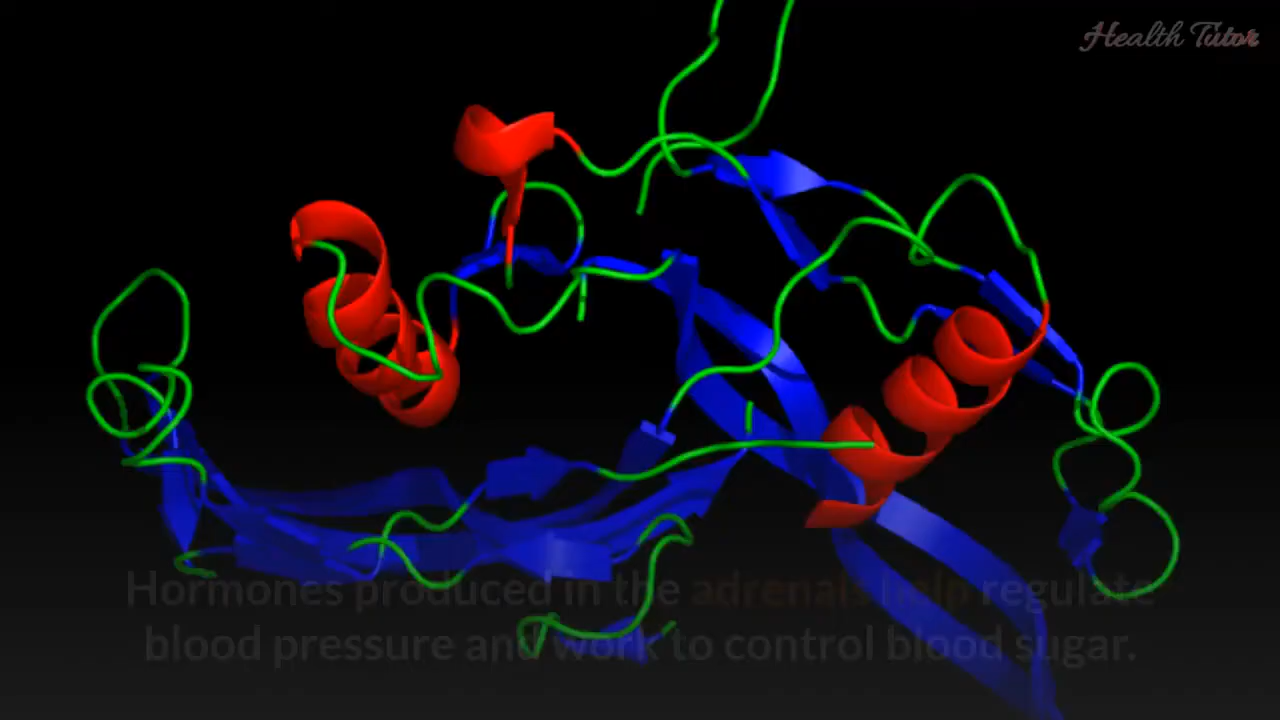 Health Tutor
Hormones produced in the adrenals help regulate
blood pressure and work to control blood sugar.